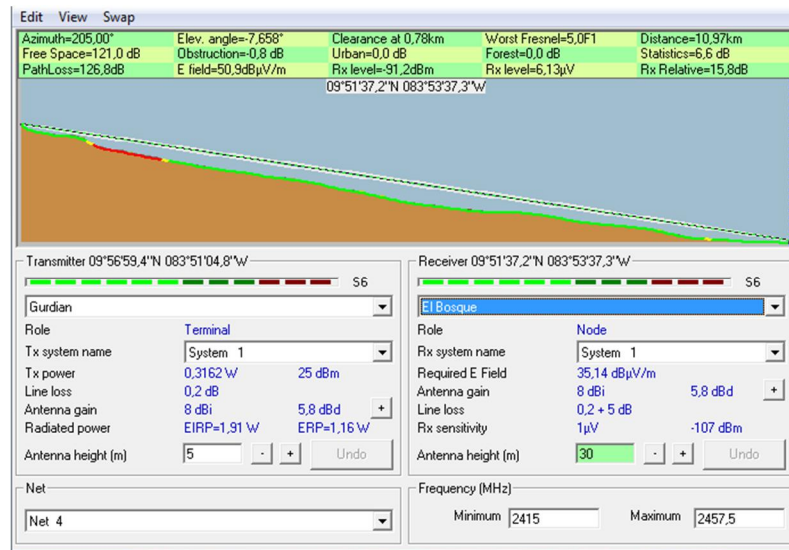 Edit View Swap
Azimuth=205,00° Elev. angle=-7,658° Clearance at 0,78km Worst Fresnel=5,0F1 Distance=10,97km
Free Space=121,0 dB Obstruction=-0,8 dB Urban=0,0 dB Forest=0,0 dB Statistics=6,6 dB
PathLoss=126,8dB E field=50,9dBµV/m Rx level=-91,2dBm Rx level=6,13µV Rx Relative=15,8dB
09°51'37,2"N 083°53'37,3"W
Transmitter 09°56'59,4"N 083°51'04,8"W
S6
Gurdian
Role Terminal
Tx system name System 1
Tx power 0,3162 W 25 dBm
Line loss 0,2 dB
Antenna gain 8 dBi 5,8 dBd +
Radiated power EIRP=1,91 W ERP=1,16 W
Antenna height (m) 5 - + Undo
Net
Net 4
Receiver 09°51'37,2"N 083°53'37,3"W
S6
El Bosque
Role Node
Rx system name System 1
Required E Field 35,14 dBµV/m
Antenna gain 8 dBi 5,8 dBd +
Line loss 0,2 + 5 dB
Rx sensitivity 1µV -107 dBm
Antenna height (m) 30 - + Undo
Frequency (MHz)
Minimum 2415 Maximum 2457,5